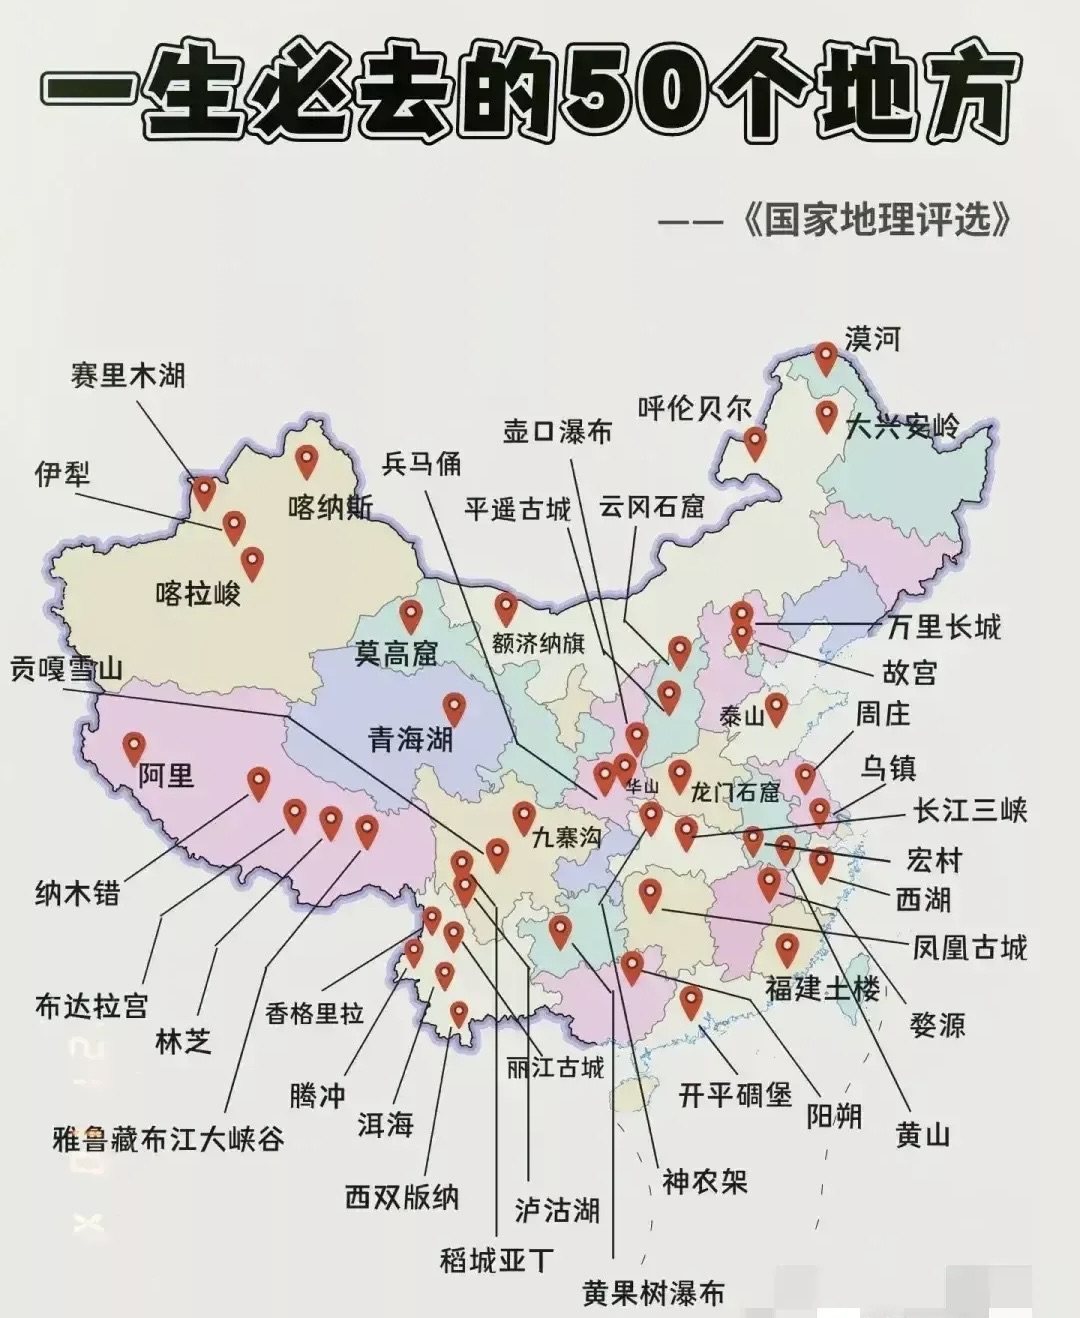 一生必去的50个地方
——《国家地理评选》
漠河
赛里木湖
呼伦贝尔
大兴安岭
壶口瀑布
兵马俑
伊犁
喀纳斯
平遥古城
云冈石窟
喀拉峻
莫高窟
额济纳旗
万里长城
贡嘎雪山
故宫
青海湖
泰山
周庄
阿里
华山
龙门石窟
乌镇
长江三峡
九寨沟
宏村
纳木错
西湖
凤凰古城
布达拉宫
香格里拉
福建土楼
林芝
婺源
丽江古城
腾冲
开平碉堡
阳朔
洱海
黄山
雅鲁藏布江大峡谷
西双版纳
泸沽湖
神农架
稻城亚丁
黄果树瀑布